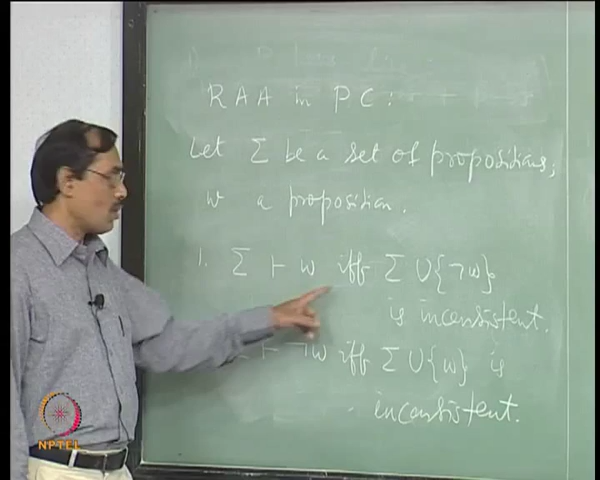 RAA in PC:
Let Σ be a set of propositions;
w a proposition.
1. Σ ⊢ w iff Σ ∪ {¬w}
is inconsistent.
⊢ ¬w iff Σ ∪ {w} is
inconsistent.
NPTEL